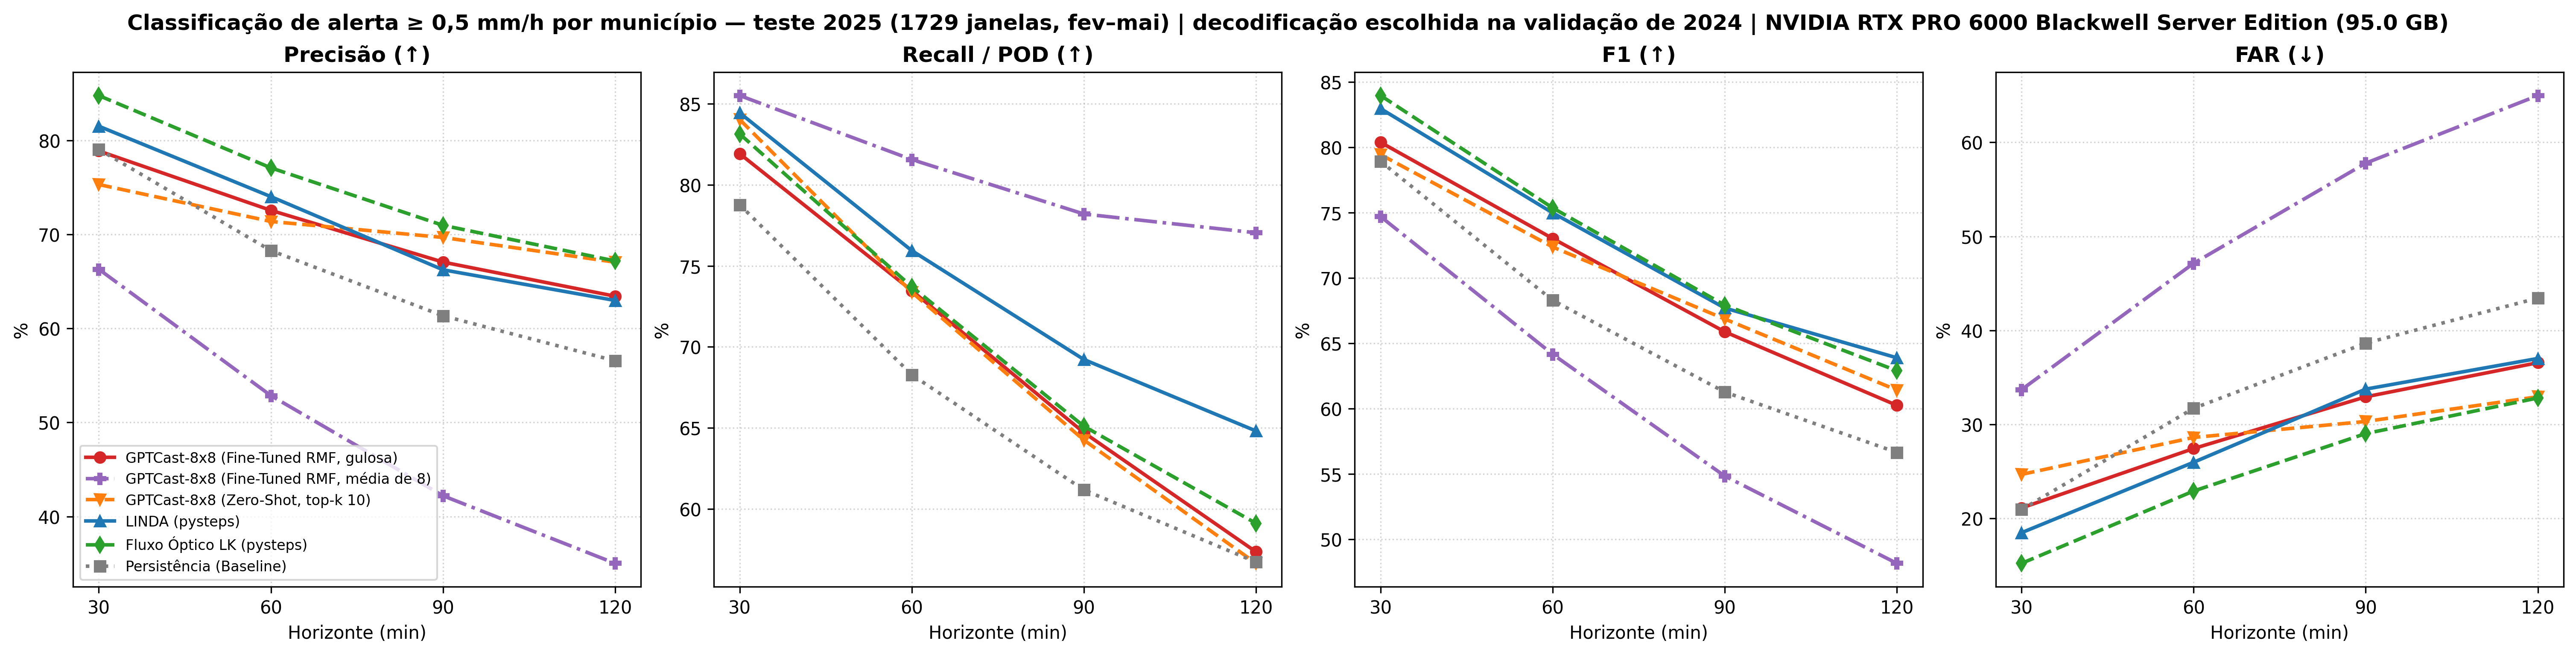 Classificação de alerta ≥ 0,5 mm/h por município — teste 2025 (1729 janelas, fev–mai) | decodificação escolhida na validação de 2024 | NVIDIA RTX PRO 6000 Blackwell Server Edition (95.0 GB)
Precisão (↑)
80
70
60
50
40
%
30
60
90
120
Horizonte (min)
GPTCast-8x8 (Fine-Tuned RMF, gulosa)
GPTCast-8x8 (Fine-Tuned RMF, média de 8)
GPTCast-8x8 (Zero-Shot, top-k 10)
LINDA (pysteps)
Fluxo Óptico LK (pysteps)
Persistência (Baseline)
Recall / POD (↑)
85
80
75
70
65
60
%
30
60
90
120
Horizonte (min)
F1 (↑)
85
80
75
70
65
60
55
50
%
30
60
90
120
Horizonte (min)
FAR (↓)
60
50
40
30
20
%
30
60
90
120
Horizonte (min)